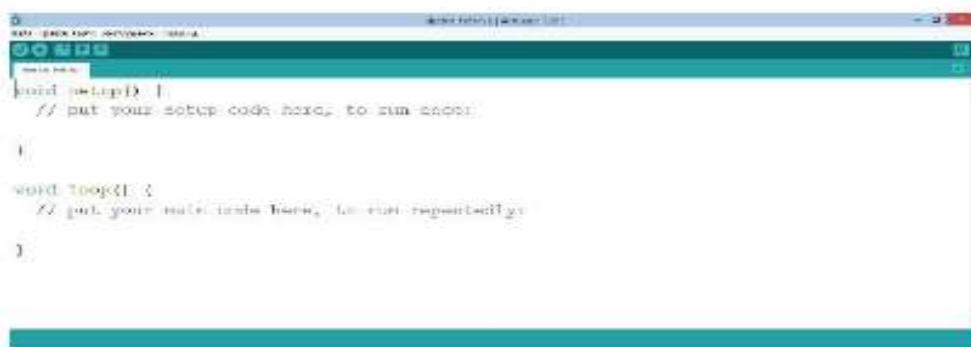 void setup() {
  // put your setup code here, to run once:
}
void loop() {
  // put your main code here, to run repeatedly:
}